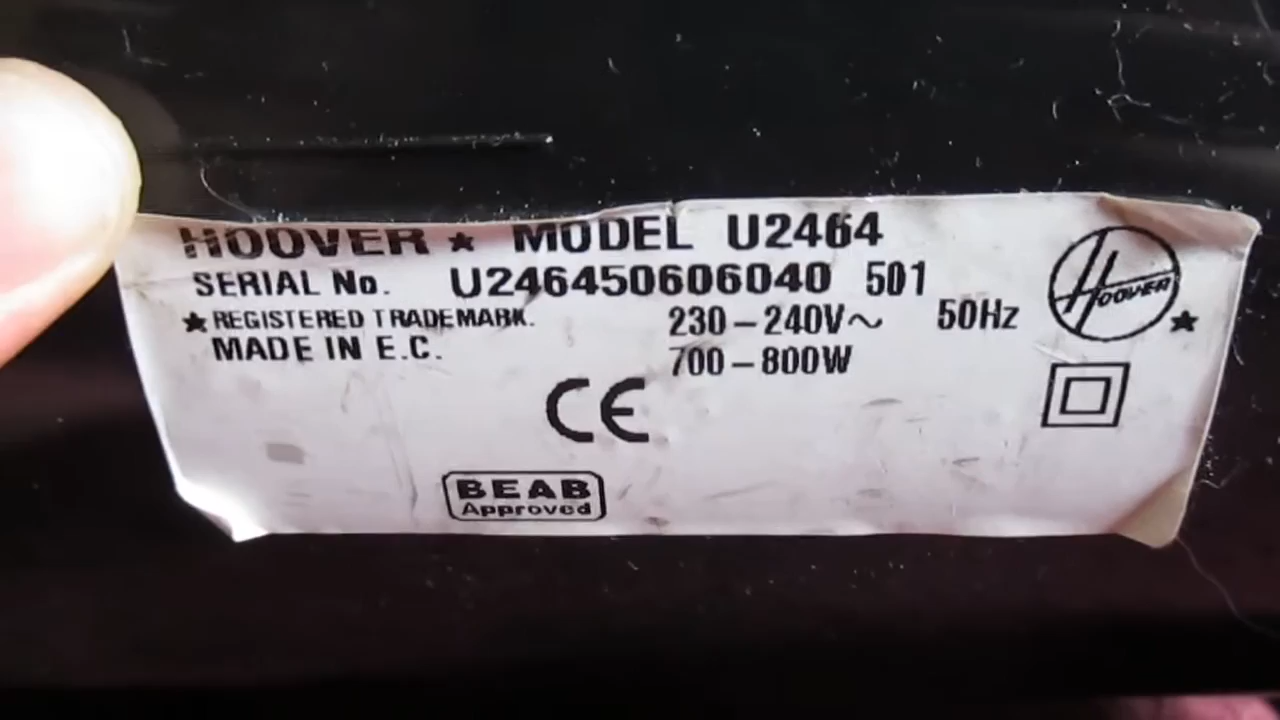 HOOVER ★ MODEL U2464
SERIAL No. U246450606040 501
★ REGISTERED TRADEMARK. 230–240V~ 50Hz
MADE IN E.C. 700–800W
HOOVER ★
CE
BEAB
Approved